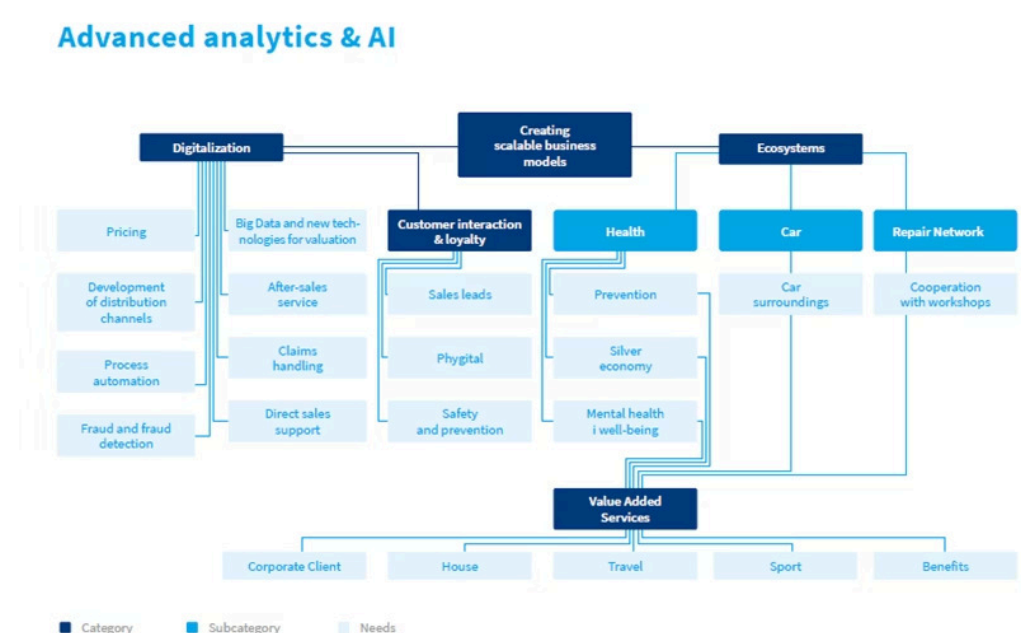 Advanced analytics & AI
Creating
scalable business
models
Digitalization
Ecosystems
Pricing
Big Data and new tech-
nologies for valuation
Customer interaction
& loyalty
Health
Car
Repair Network
Development
of distribution
channels
After-sales
service
Sales leads
Prevention
Car
surroundings
Cooperation
with workshops
Process
automation
Claims
handling
Phygital
Silver
economy
Fraud and fraud
detection
Direct sales
support
Safety
and prevention
Mental health
i well-being
Value Added
Services
Corporate Client
House
Travel
Sport
Benefits
Category
Subcategory
Needs